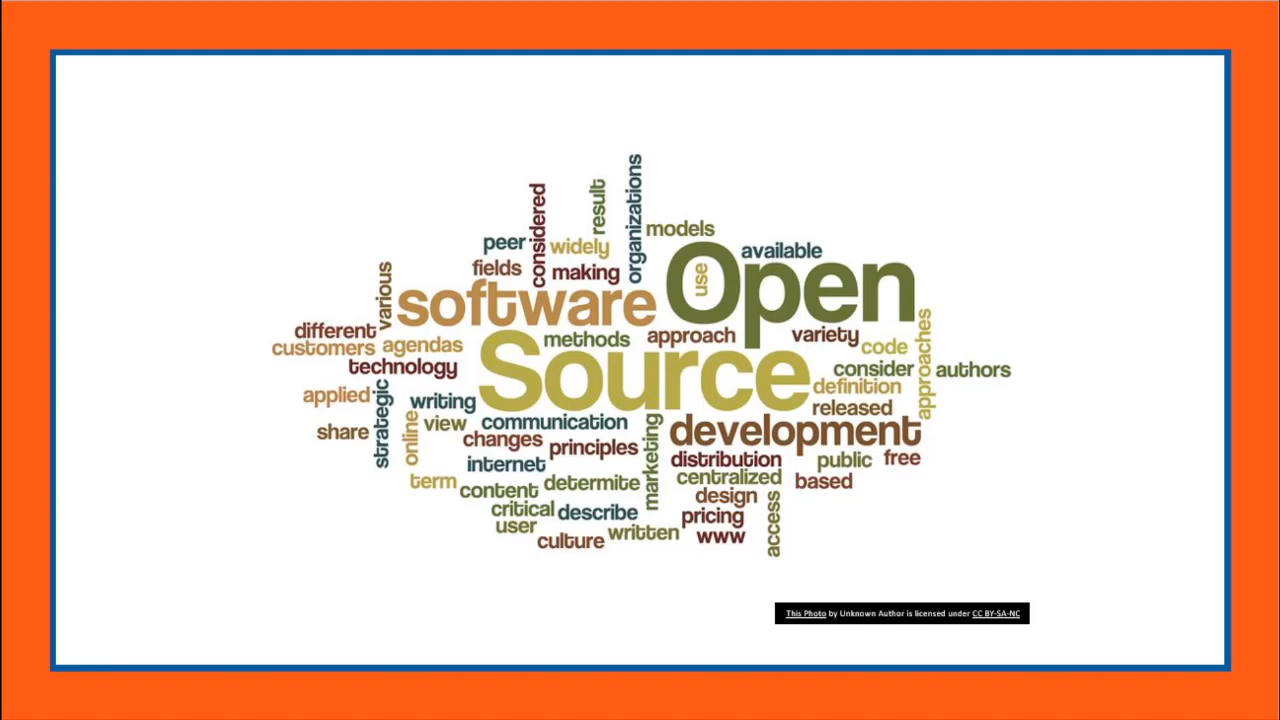 organizations
considered
result
models
peer
widely
available
fields
making
use
Open
various
software
different
methods
approach
variety
approaches
customers
agendas
Source
code
technology
consider
authors
applied
strategic
writing
definition
released
share
online
view
communication
marketing
development
changes
principles
internet
distribution
public
free
term
content
determite
centralized
based
critical
describe
design
access
user
written
pricing
culture
www
This Photo by Unknown Author is licensed under CC BY-SA-NC